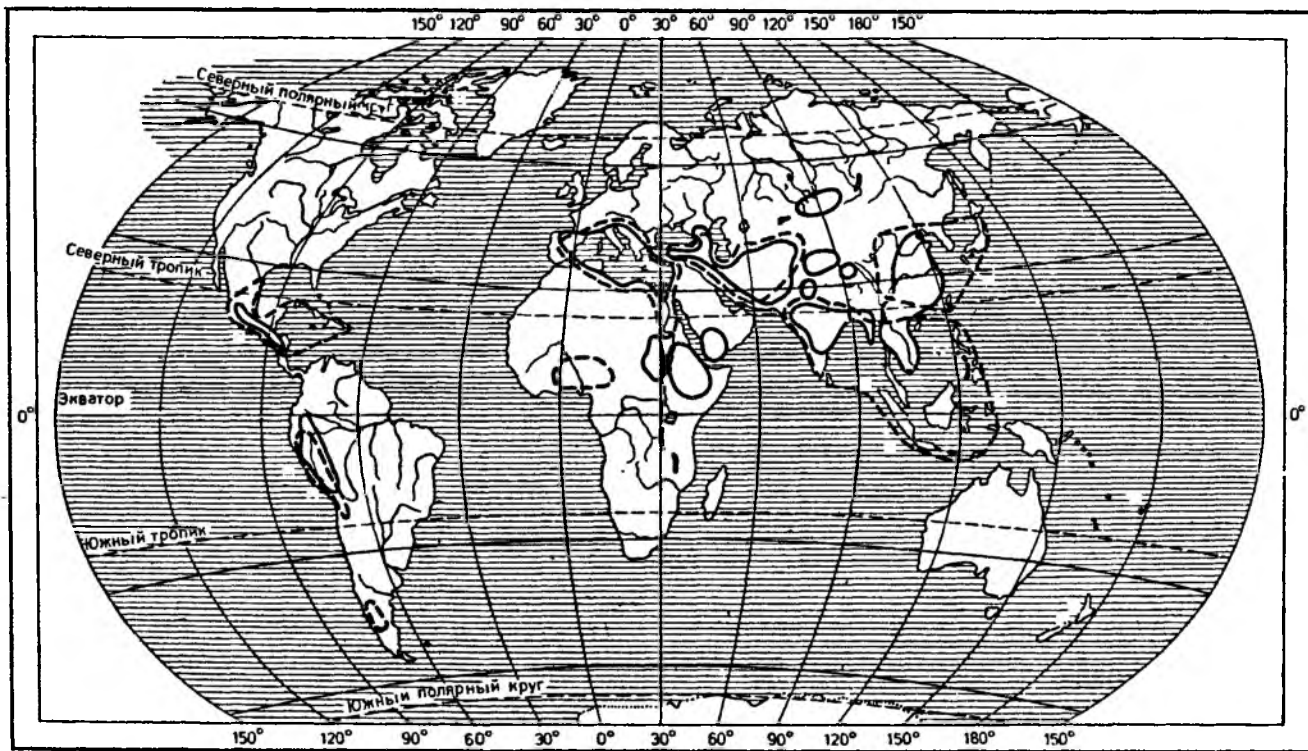 150° 120° 90° 60° 30° 0° 30° 60° 90° 120° 150° 180° 150°
Северный полярный круг
Северный тропик
Экватор
0° 0°
Южный тропик
Южный полярный круг
150° 120° 90° 60° 30° 0° 30° 60° 90° 120° 150° 180° 150°